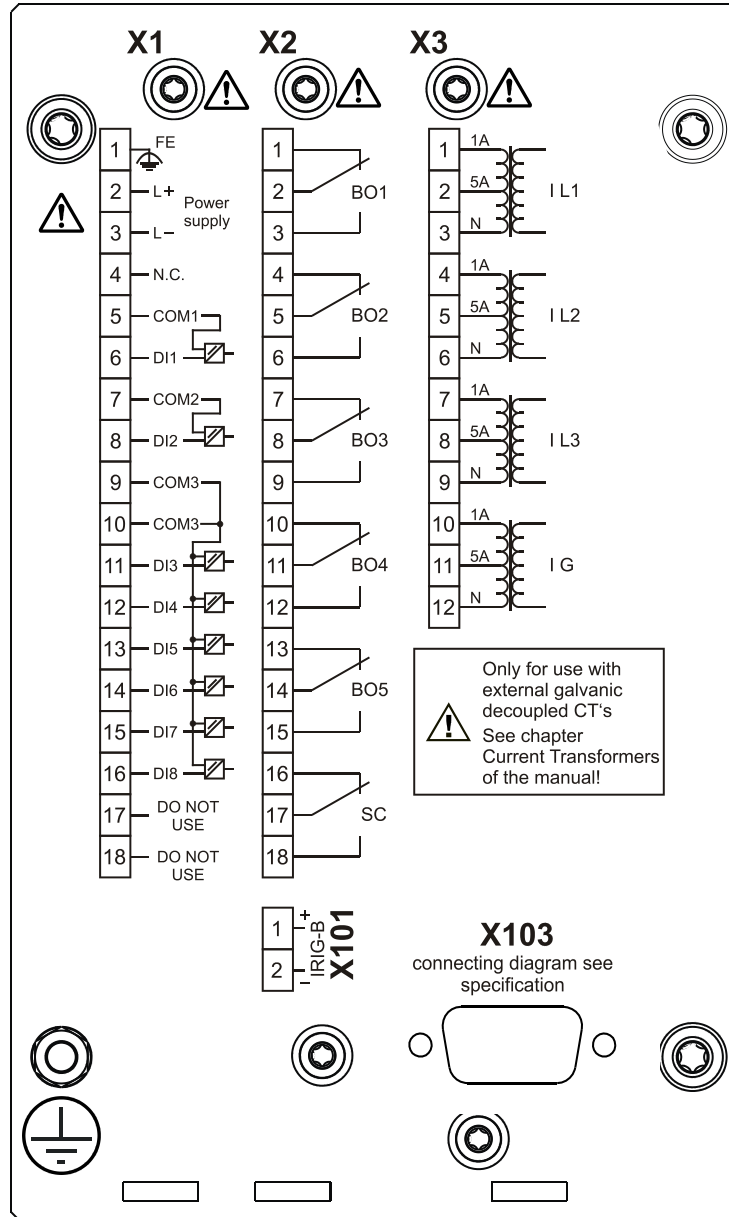 X1
1 FE
2 L+ Power
3 L– supply
4 N.C.
5 COM1
6 DI1
7 COM2
8 DI2
9 COM3
10 COM3
11 DI3
12 DI4
13 DI5
14 DI6
15 DI7
16 DI8
17 DO NOT
USE
18 DO NOT
USE
X2
1
2 BO1
3
4
5 BO2
6
7
8 BO3
9
10
11 BO4
12
13
14 BO5
15
16
17 SC
18
X3
1 1A
2 5A I L1
3 N
4 1A
5 5A I L2
6 N
7 1A
8 5A I L3
9 N
10 1A
11 5A I G
12 N
Only for use with
external galvanic
decoupled CT‘s
See chapter
Current Transformers
of the manual!
1 +
2 –
IRIG-B
X101
X103
connecting diagram see
specification